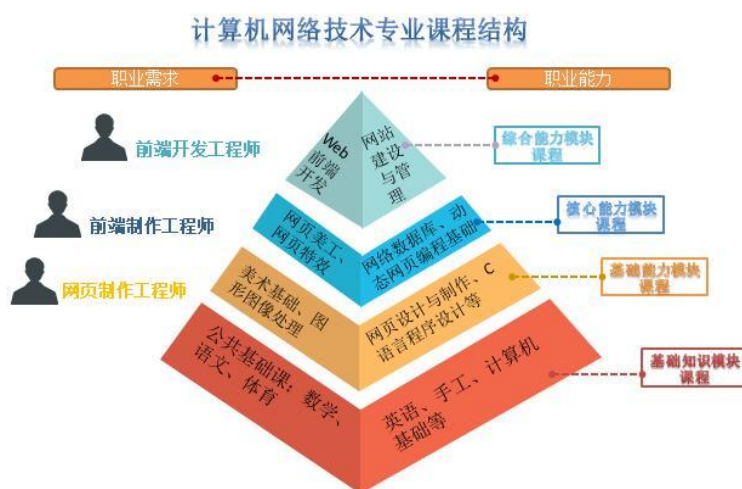 计算机网络技术专业课程结构
职业需求
职业能力
前端开发工程师
Web
前端
开发
网站
建设
与管
理
综合能力模块
课程
前端制作工程师
网页美工、
网页特效
网络数据库、动
态网页编程基础
核心能力模块
课程
网页制作工程师
美术基础、图
形图像处理
网页设计与制作、C
语言程序设计等
基础能力模块
课程
公共基础课：数学、
语文、体育
英语、手工、计算机
基础等
基础知识模块
课程